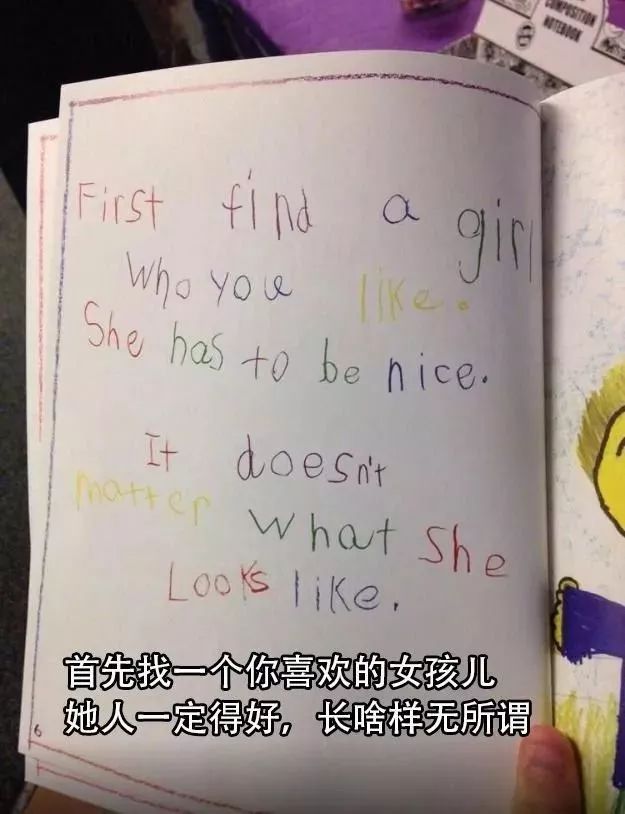 COMPOSITION
NOTEBOOK
First find a girl
Who you like.
She has to be nice.
It doesn't
matter
what she
Looks like.
首先找一个你喜欢的女孩儿
她人一定得好，长啥样无所谓
6